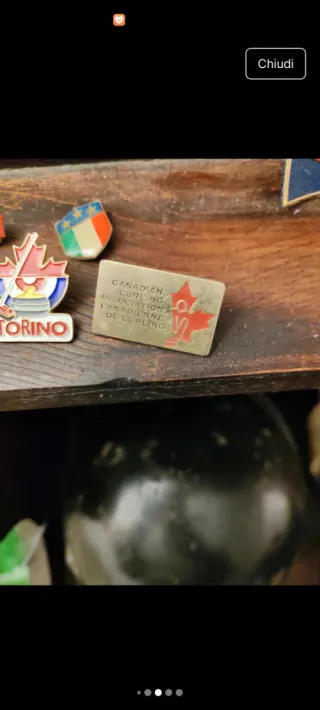 Chiudi
CANADIAN
CURLING
ASSOCIATION
CANADIENNE
DE CURLING
TORINO